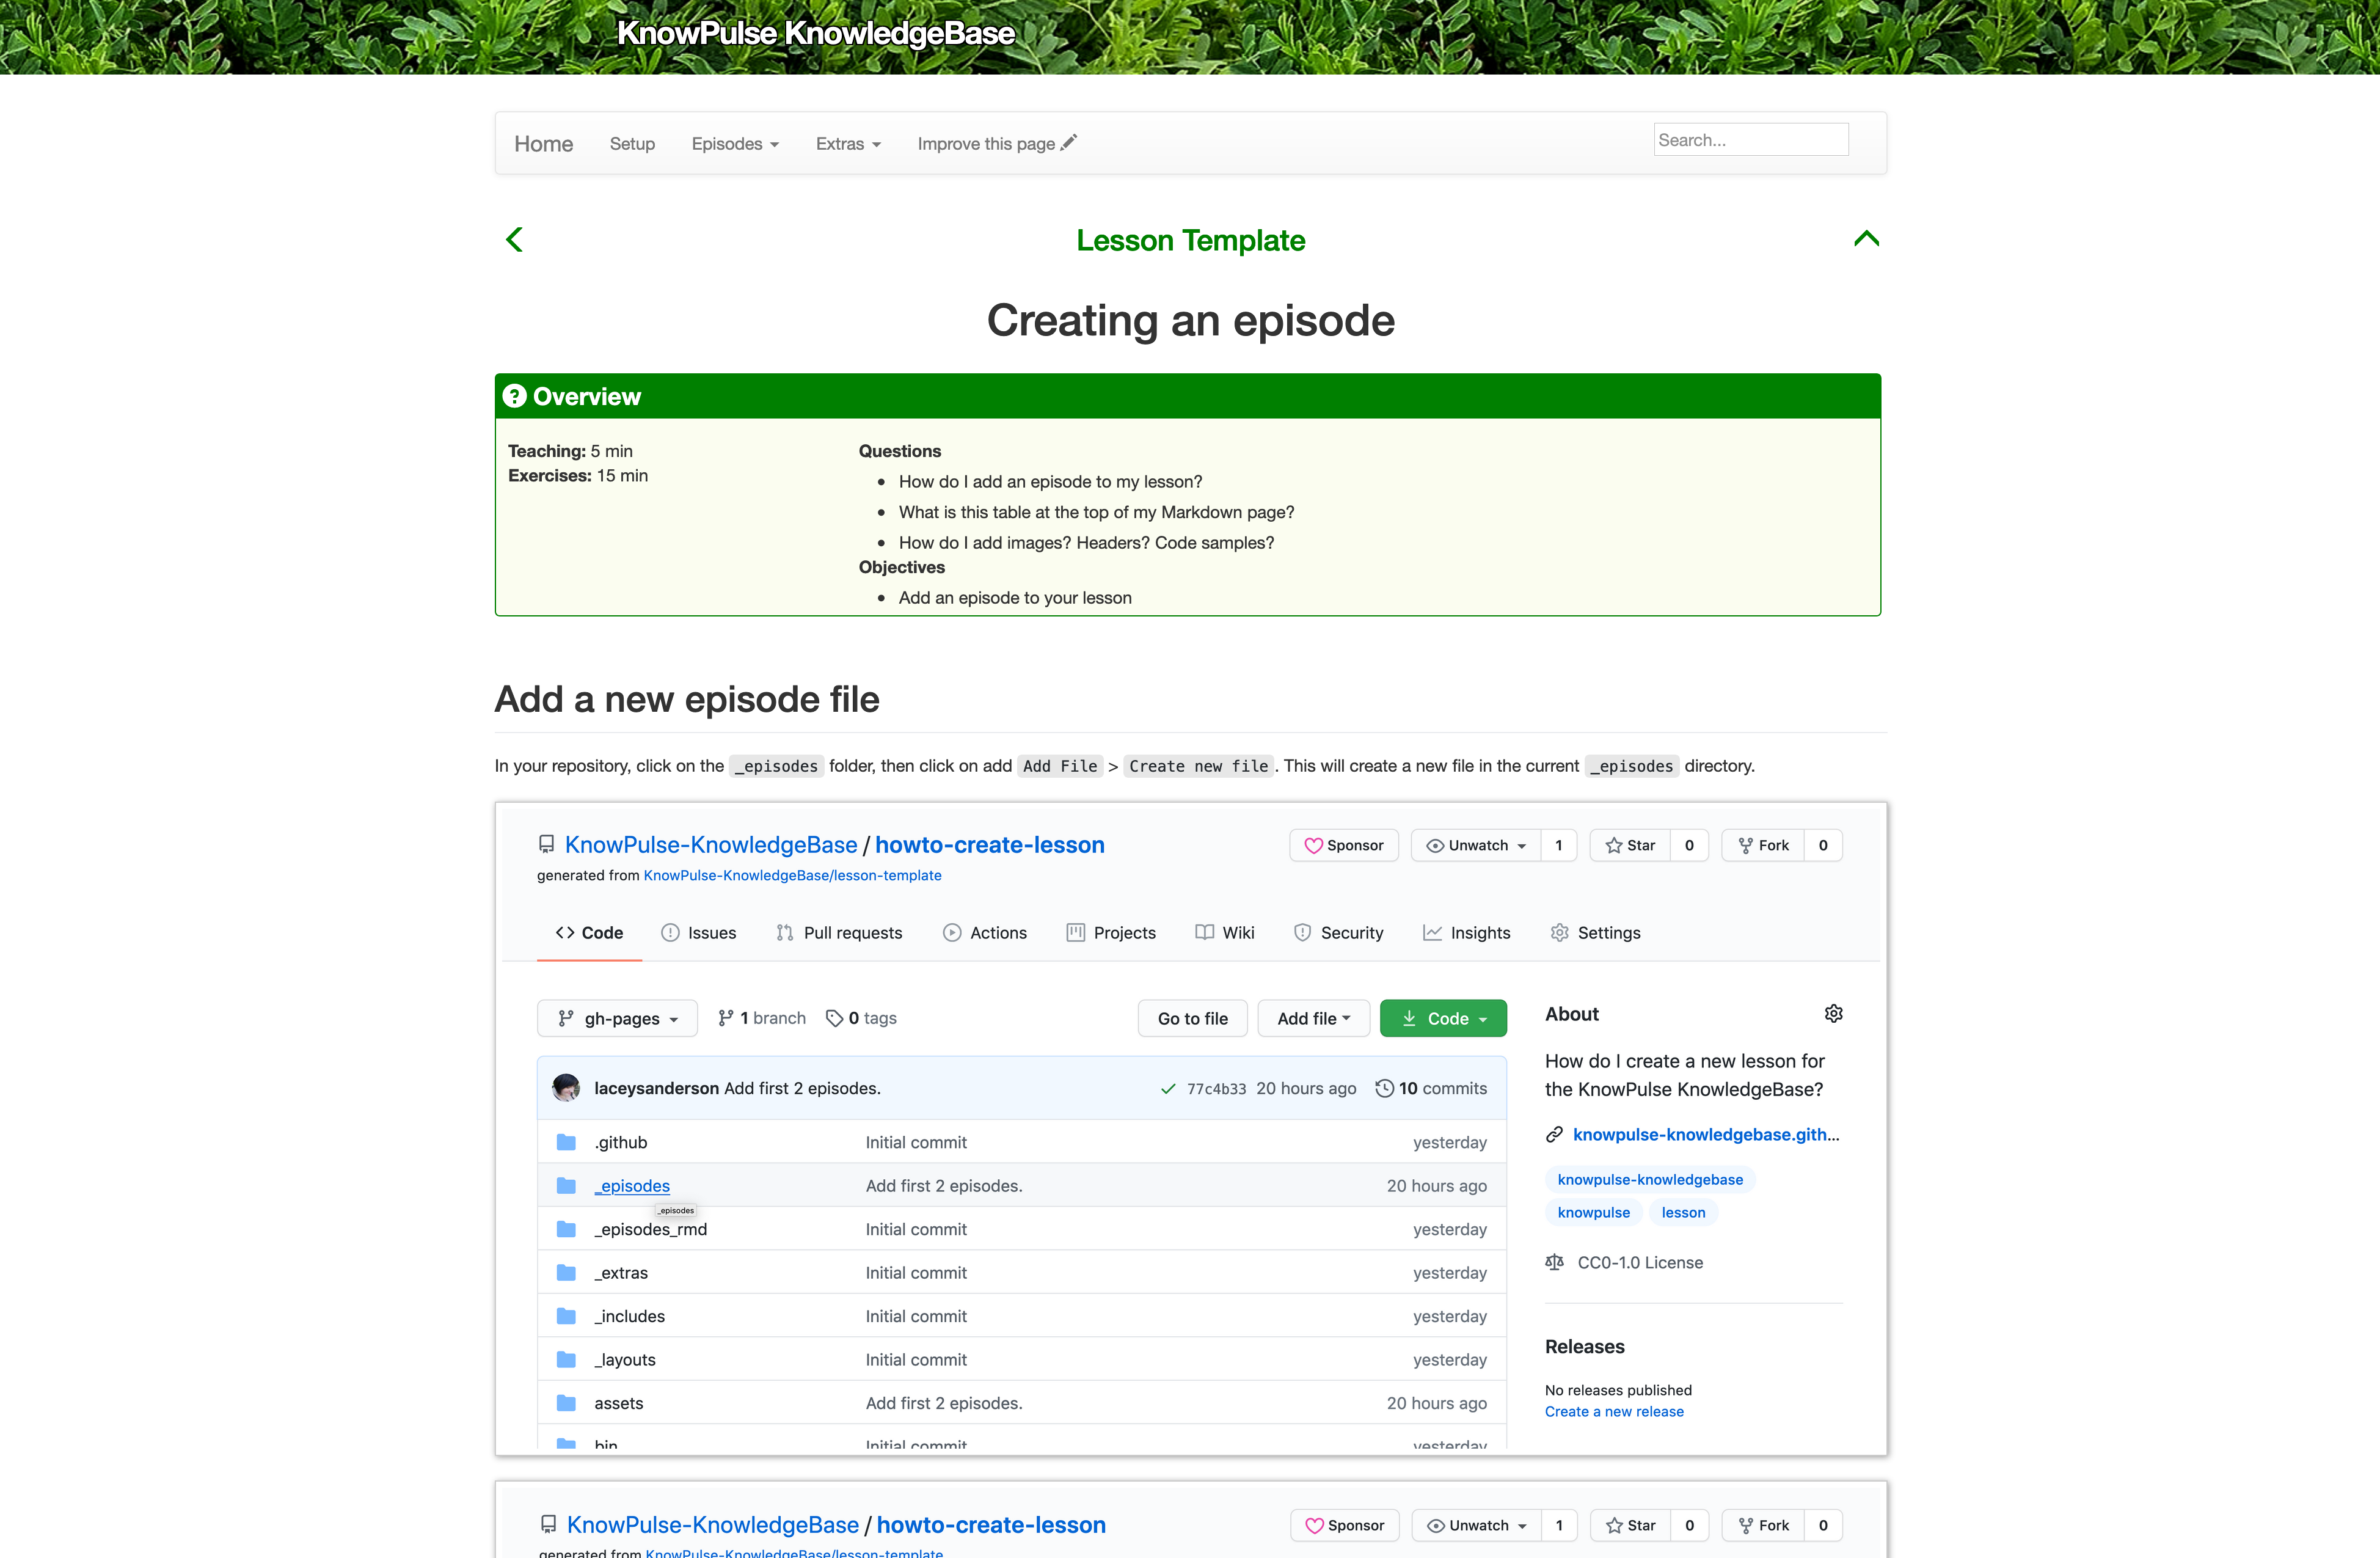 KnowPulse KnowledgeBase
Home Setup Episodes Extras Improve this page Search...
Lesson Template
Creating an episode
Overview
Teaching: 5 min
Exercises: 15 min
Questions
How do I add an episode to my lesson?
What is this table at the top of my Markdown page?
How do I add images? Headers? Code samples?
Objectives
Add an episode to your lesson
Add a new episode file
In your repository, click on the _episodes folder, then click on add Add File > Create new file. This will create a new file in the current _episodes directory.
KnowPulse-KnowledgeBase / howto-create-lesson Sponsor Unwatch 1 Star 0 Fork 0
generated from KnowPulse-KnowledgeBase/lesson-template
Code Issues Pull requests Actions Projects Wiki Security Insights Settings
gh-pages 1 branch 0 tags Go to file Add file Code
laceysanderson Add first 2 episodes. 77c4b33 20 hours ago 10 commits
.github Initial commit yesterday
_episodes Add first 2 episodes. 20 hours ago
_episodes
_episodes_rmd Initial commit yesterday
_extras Initial commit yesterday
_includes Initial commit yesterday
_layouts Initial commit yesterday
assets Add first 2 episodes. 20 hours ago
bin Initial commit yesterday
About
How do I create a new lesson for
the KnowPulse KnowledgeBase?
knowpulse-knowledgebase.gith...
knowpulse-knowledgebase
knowpulse lesson
CC0-1.0 License
Releases
No releases published
Create a new release
KnowPulse-KnowledgeBase / howto-create-lesson Sponsor Unwatch 1 Star 0 Fork 0
generated from KnowPulse-KnowledgeBase/lesson-template